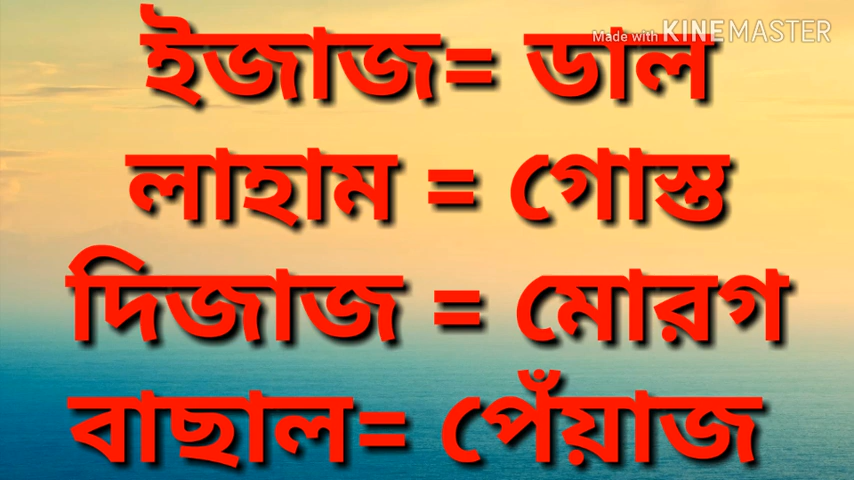 Made with KINEMASTER
ইজাজ= ডাল
লাহাম = গোস্ত
দিজাজ = মোরগ
বাছাল= পেঁয়াজ